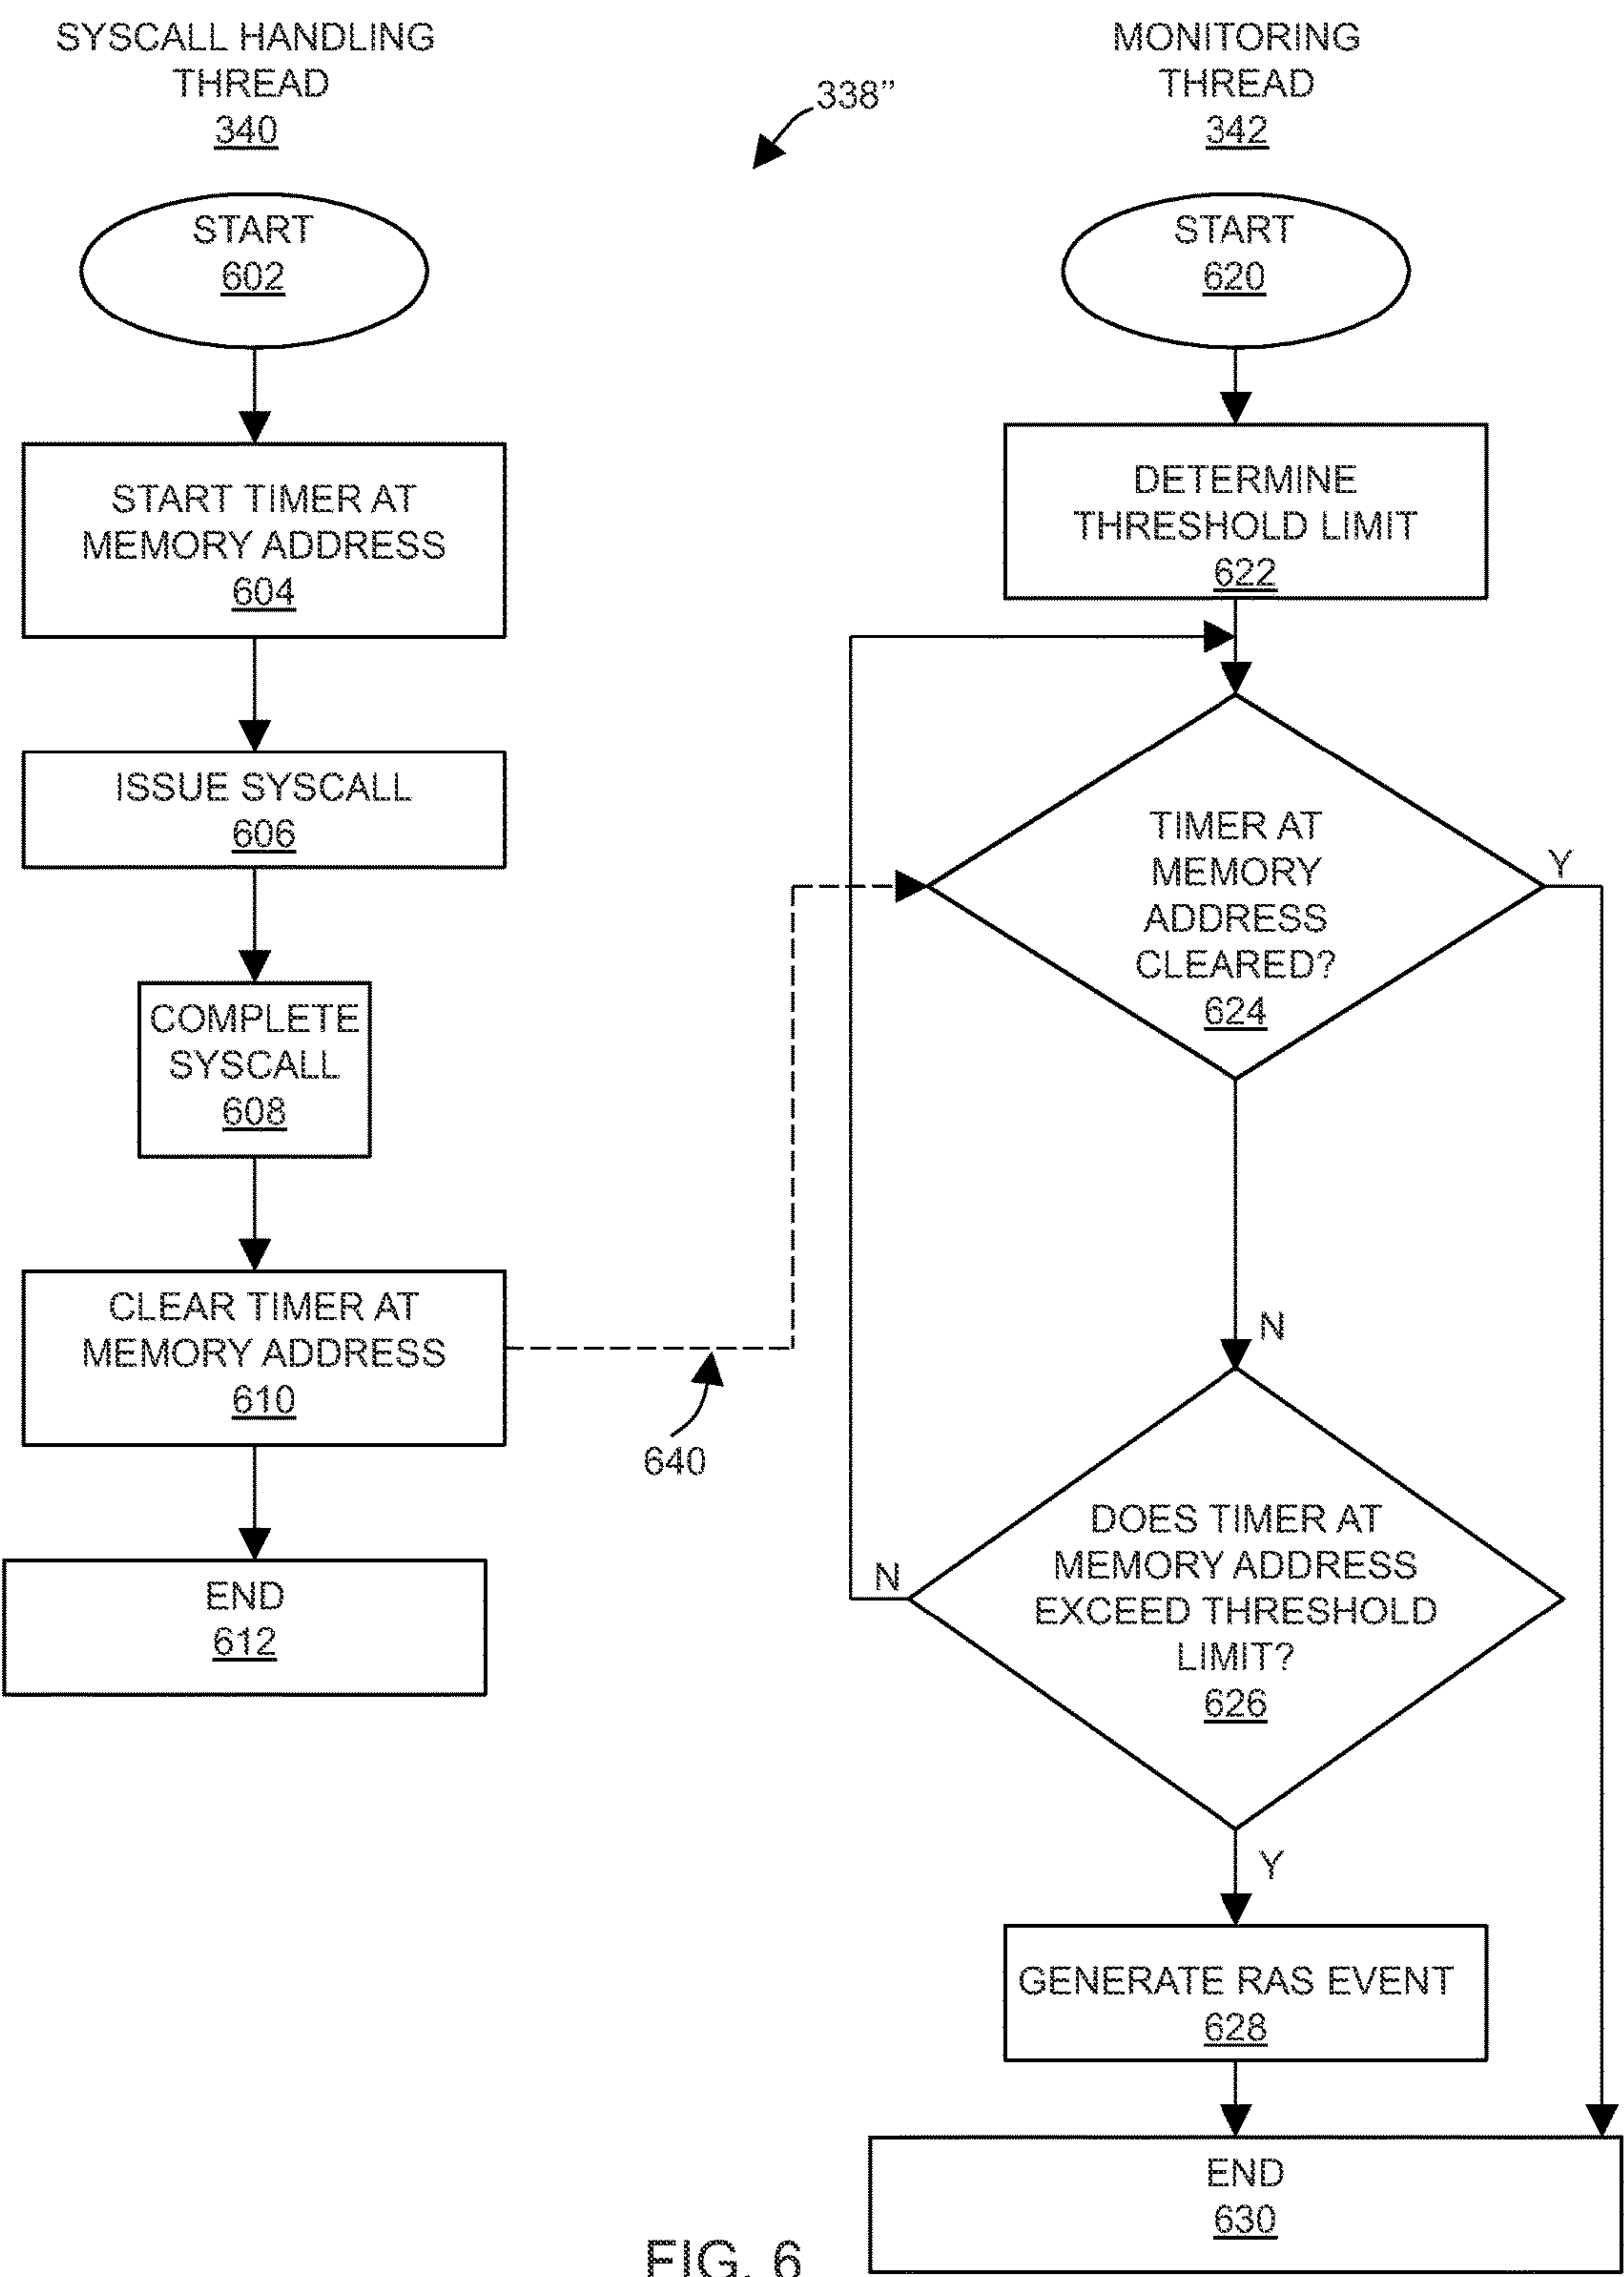 SYSCALL HANDLING
THREAD
340
338”
MONITORING
THREAD
342
START
602
START TIMER AT
MEMORY ADDRESS
604
ISSUE SYSCALL
606
COMPLETE
SYSCALL
608
CLEAR TIMER AT
MEMORY ADDRESS
610
640
END
612
START
620
DETERMINE
THRESHOLD LIMIT
622
TIMER AT
MEMORY
ADDRESS
CLEARED?
624
Y
N
DOES TIMER AT
MEMORY ADDRESS
EXCEED THRESHOLD
LIMIT?
626
N
Y
GENERATE RAS EVENT
628
END
630
FIG. 6